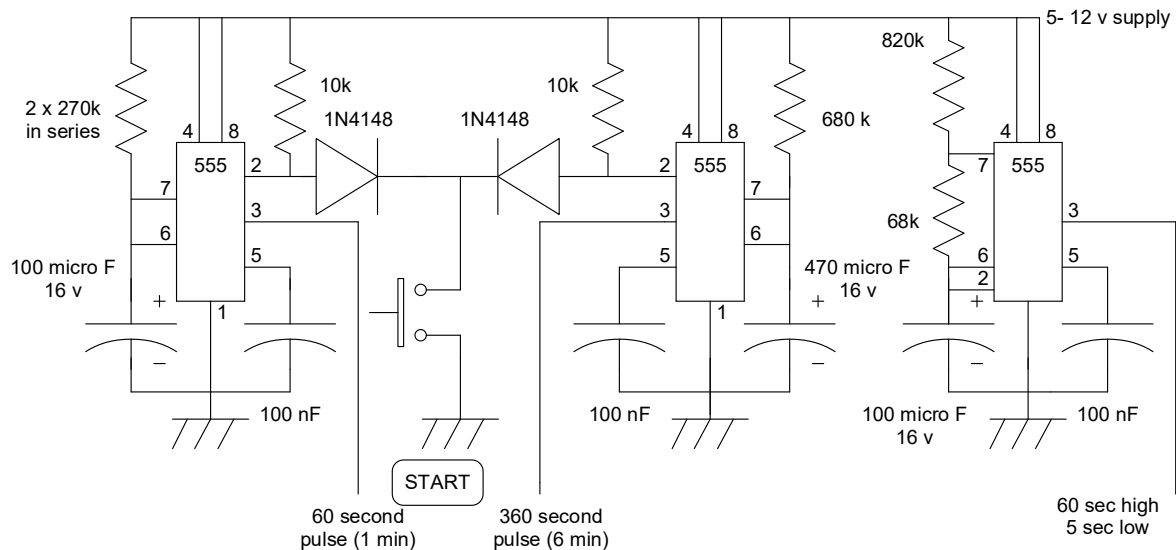 5- 12 v supply
2 x 270k
in series
4
8
555
2
7
3
6
5
1
10k
1N4148
1N4148
10k
4
8
555
2
3
5
7
6
1
680 k
820k
68k
4
8
555
7
3
6
2
5
100 micro F
16 v
+
–
100 nF
START
100 nF
470 micro F
16 v
+
–
100 micro F
16 v
+
–
100 nF
60 second
pulse (1 min)
360 second
pulse (6 min)
60 sec high
5 sec low